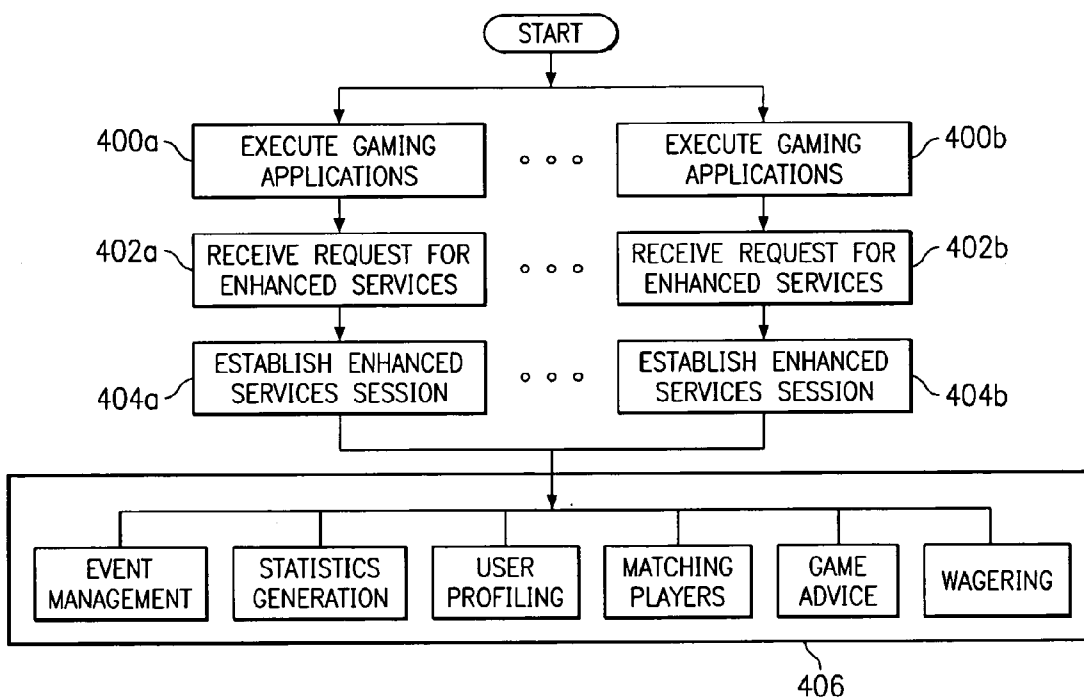 START
400a
EXECUTE GAMING
APPLICATIONS
EXECUTE GAMING
APPLICATIONS
400b
402a
RECEIVE REQUEST FOR
ENHANCED SERVICES
RECEIVE REQUEST FOR
ENHANCED SERVICES
402b
404a
ESTABLISH ENHANCED
SERVICES SESSION
ESTABLISH ENHANCED
SERVICES SESSION
404b
EVENT
MANAGEMENT
STATISTICS
GENERATION
USER
PROFILING
MATCHING
PLAYERS
GAME
ADVICE
WAGERING
406